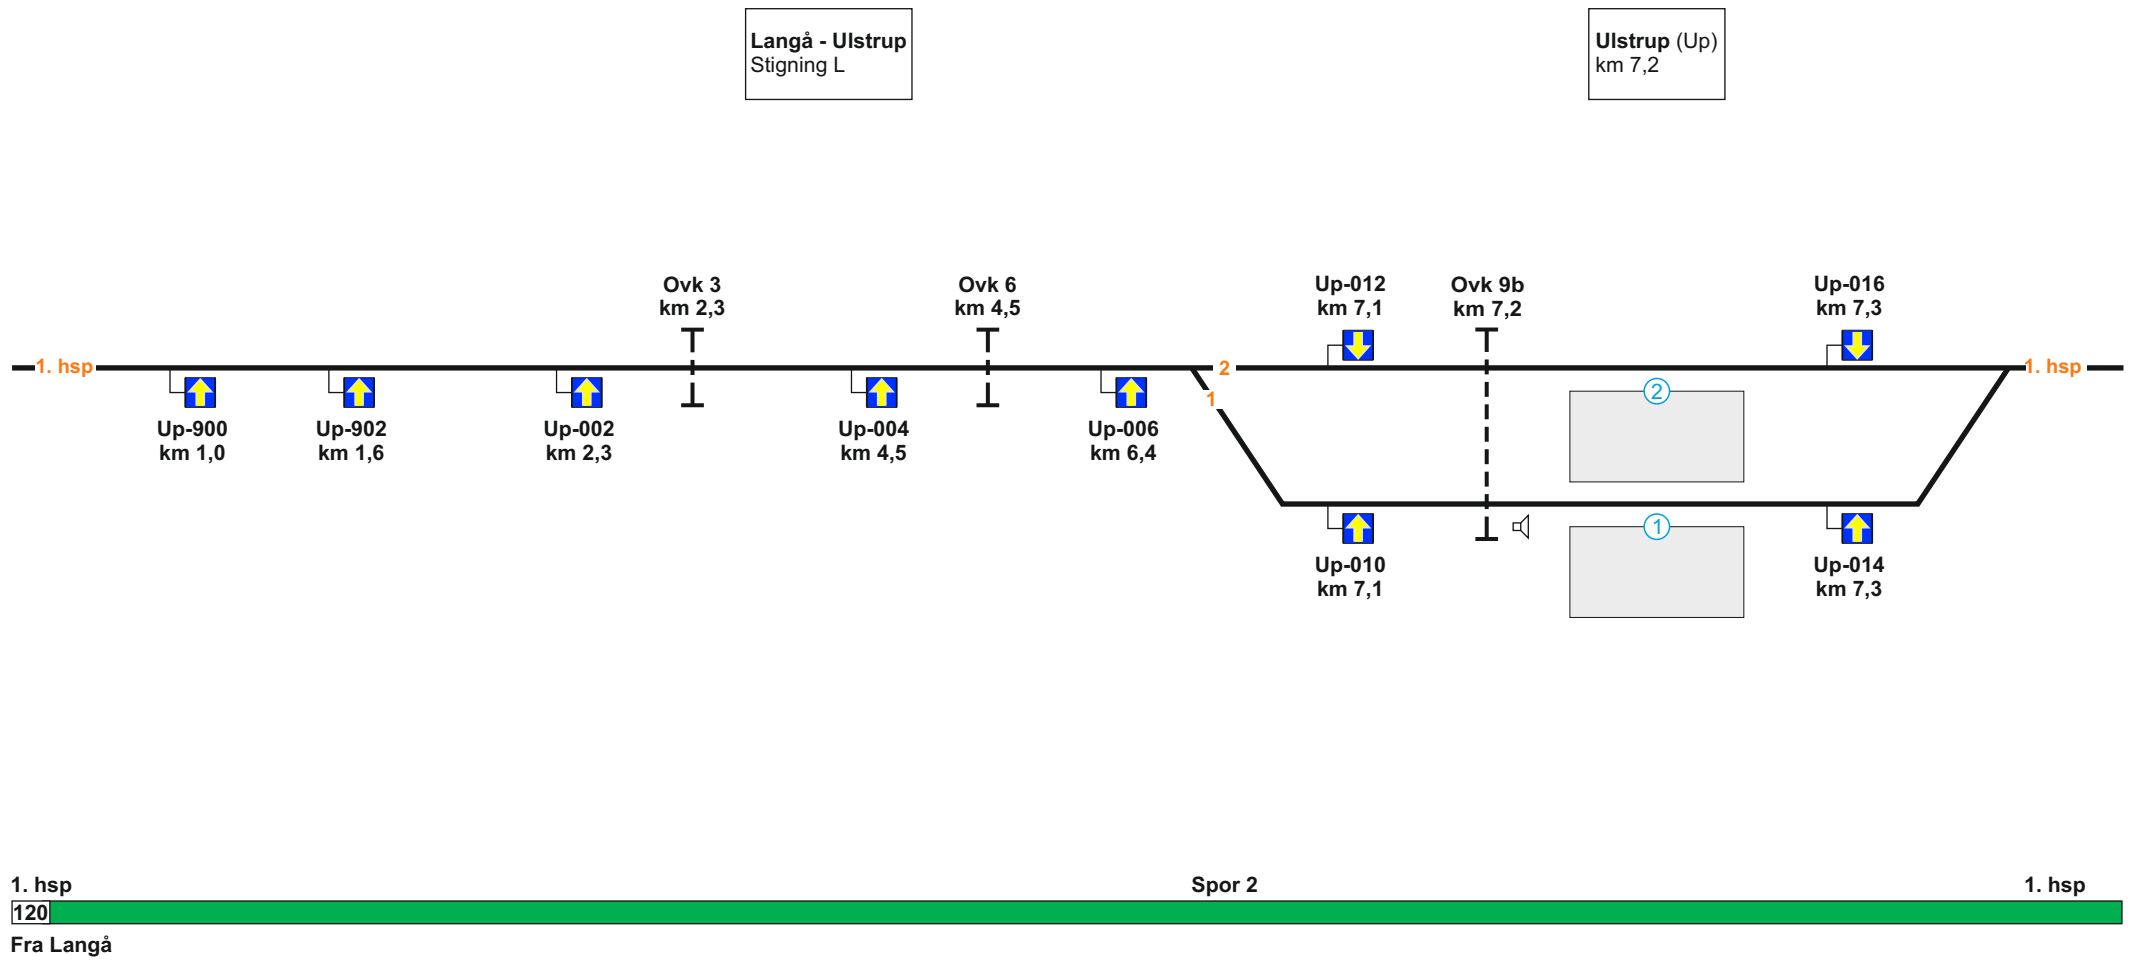 Langå - Ulstrup
Stigning L
Ulstrup (Up)
km 7,2
Ovk 3
km 2,3
Ovk 6
km 4,5
Up-012
km 7,1
Ovk 9b
km 7,2
Up-016
km 7,3
1. hsp
2
1. hsp
1
2
Up-900
km 1,0
Up-902
km 1,6
Up-002
km 2,3
Up-004
km 4,5
Up-006
km 6,4
1
Up-010
km 7,1
Up-014
km 7,3
1. hsp
Spor 2
1. hsp
120
Fra Langå